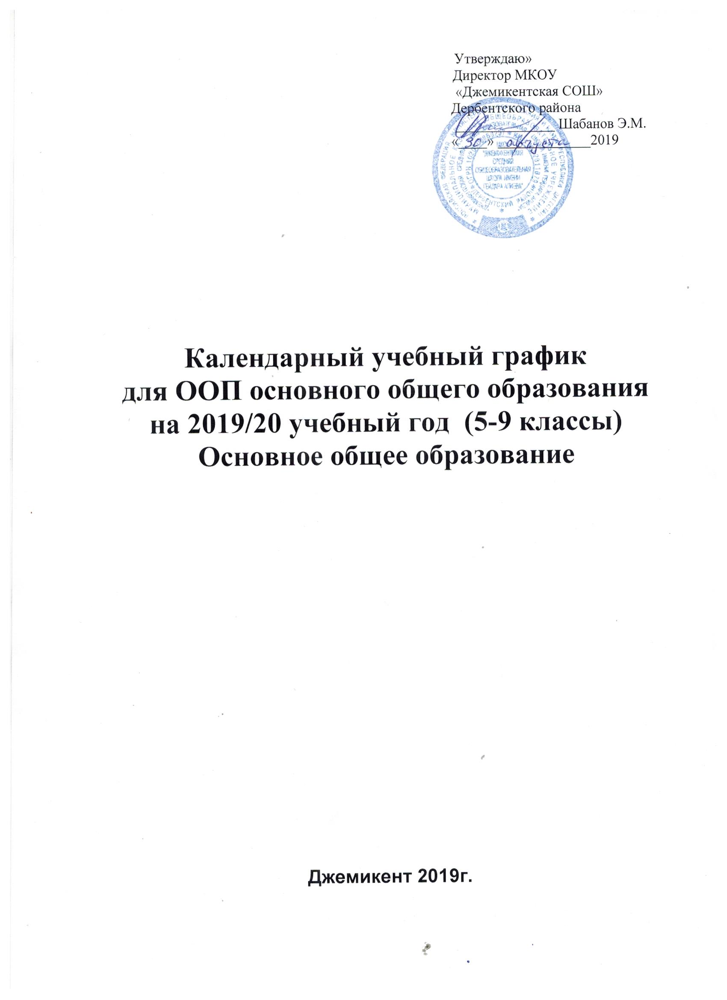 Утверждаю»
Директор МКОУ
«Джемикентская СОШ»
Дербентского района
Шабанов Э.М.
«30» августа 2019
МКОУ
"ДЖЕМИКЕНТСКАЯ
СРЕДНЯЯ
ОБЩЕОБРАЗОВАТЕЛЬНАЯ
ШКОЛА ИМЕНИ
ГЕЙДАРА АЛИЕВА"
ДЕРБЕНТСКИЙ РАЙОН
Календарный учебный график
для ООП основного общего образования
на 2019/20 учебный год (5-9 классы)
Основное общее образование
Джемикент 2019г.